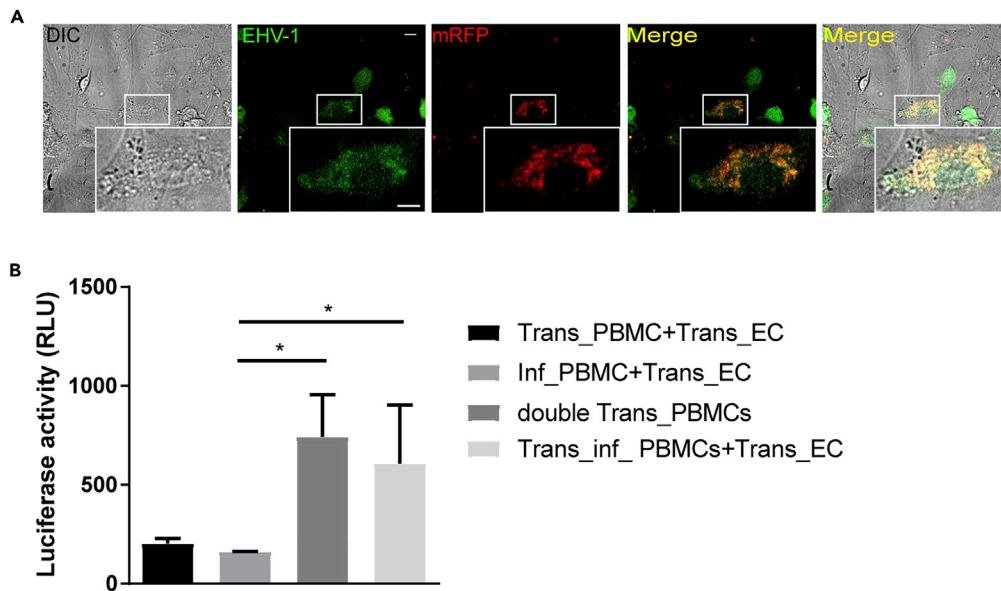 A
DIC
EHV-1
mRFP
Merge
Merge
B
Luciferase activity (RLU)
1500
1000
500
0
*
*
Trans_PBMC+Trans_EC
Inf_PBMC+Trans_EC
double Trans_PBMCs
Trans_inf_ PBMCs+Trans_EC